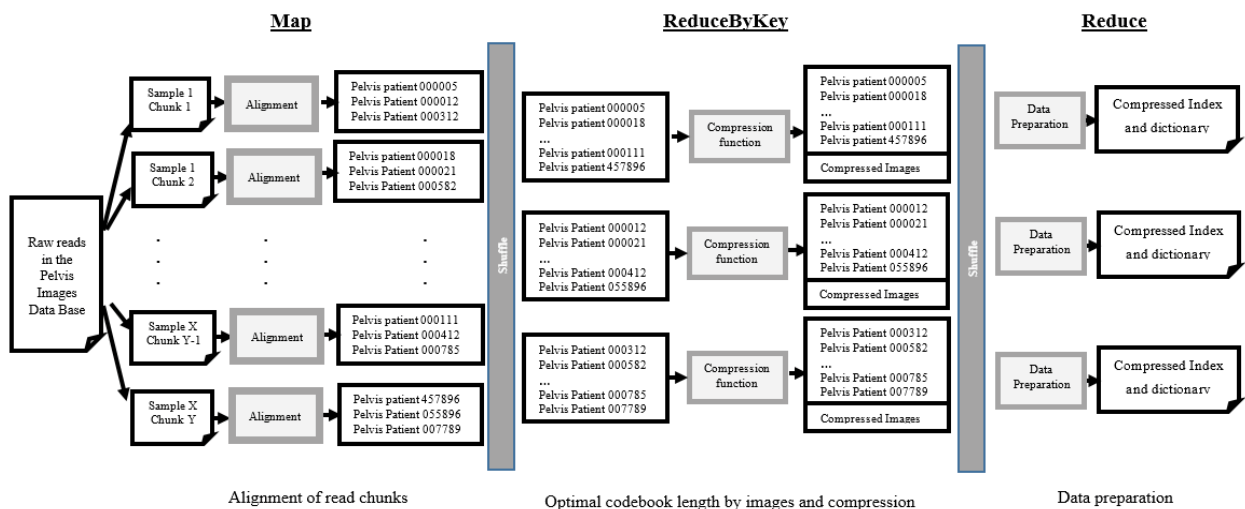 Map
ReduceByKey
Reduce
Raw reads
in the
Pelvis
Images
Data Base
Sample 1
Chunk 1
Alignment
Pelvis patient 000005
Pelvis Patient 000012
Pelvis Patient 000312
Sample 1
Chunk 2
Alignment
Pelvis patient 000018
Pelvis Patient 000021
Pelvis Patient 000582
. . .
. . .
. . .
Sample X
Chunk Y-1
Alignment
Pelvis patient 000111
Pelvis Patient 000412
Pelvis Patient 000785
Sample X
Chunk Y
Alignment
Pelvis patient 457896
Pelvis Patient 055896
Pelvis Patient 007789
Shuffle
Pelvis patient 000005
Pelvis patient 000018
...
Pelvis patient 000111
Pelvis patient 457896
Compression
function
Pelvis patient 000005
Pelvis patient 000018
...
Pelvis patient 000111
Pelvis patient 457896
Compressed Images
Pelvis Patient 000012
Pelvis Patient 000021
...
Pelvis Patient 000412
Pelvis Patient 055896
Compression
function
Pelvis Patient 000012
Pelvis Patient 000021
...
Pelvis Patient 000412
Pelvis Patient 055896
Compressed Images
Pelvis Patient 000312
Pelvis Patient 000582
...
Pelvis Patient 000785
Pelvis Patient 007789
Compression
function
Pelvis Patient 000312
Pelvis Patient 000582
...
Pelvis Patient 000785
Pelvis Patient 007789
Compressed Images
Shuffle
Data
Preparation
Compressed Index
and dictionary
Data
Preparation
Compressed Index
and dictionary
Data
Preparation
Compressed Index
and dictionary
Alignment of read chunks
Optimal codebook length by images and compression
Data preparation